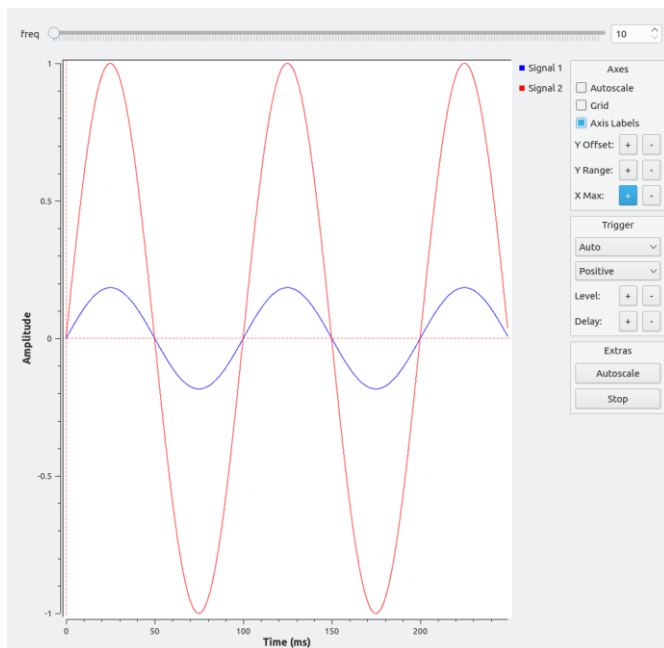 freq
10
Signal 1
Signal 2
Axes
Autoscale
Grid
Axis Labels
Y Offset: + -
Y Range: + -
X Max: + -
Trigger
Auto
Positive
Level: + -
Delay: + -
Extras
Autoscale
Stop
Amplitude
1
0.5
0
-0.5
-1
0 50 100 150 200
Time (ms)